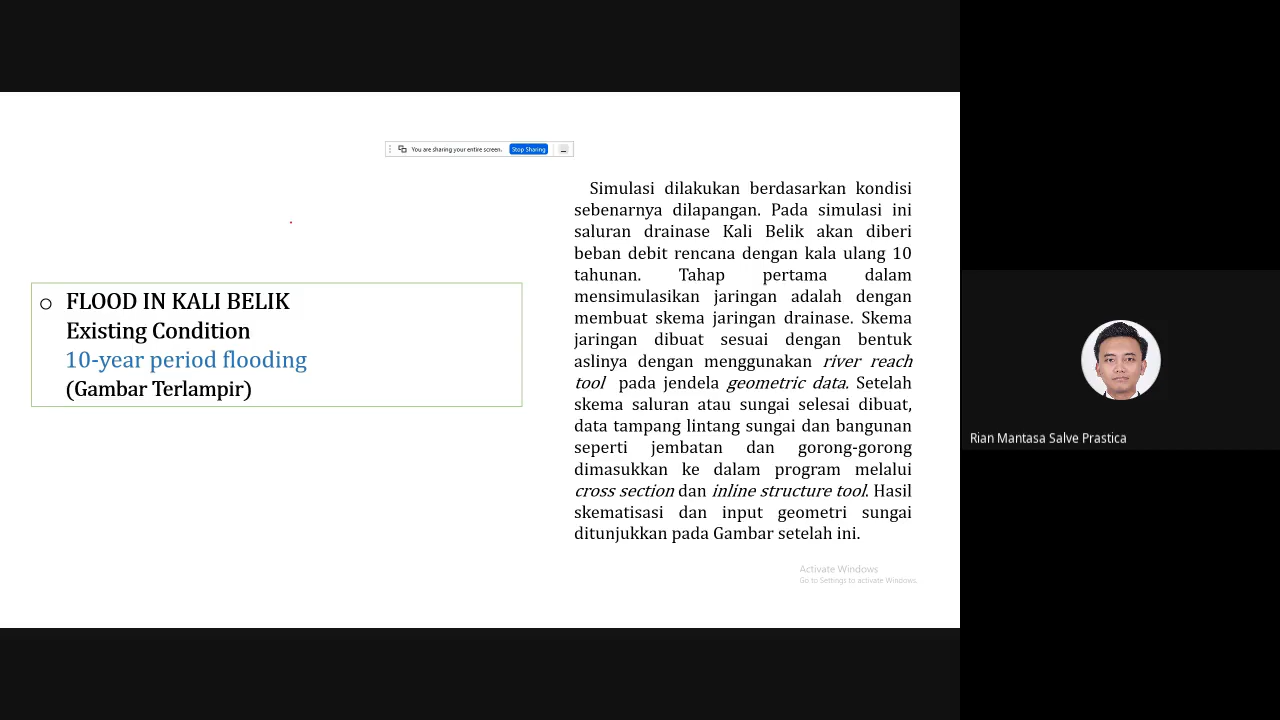 You are sharing your entire screen. Stop Sharing
FLOOD IN KALI BELIK
Existing Condition
10-year period flooding
(Gambar Terlampir)
Simulasi dilakukan berdasarkan kondisi
sebenarnya dilapangan. Pada simulasi ini
saluran drainase Kali Belik akan diberi
beban debit rencana dengan kala ulang 10
tahunan. Tahap pertama dalam
mensimulasikan jaringan adalah dengan
membuat skema jaringan drainase. Skema
jaringan dibuat sesuai dengan bentuk
aslinya dengan menggunakan river reach
tool pada jendela geometric data. Setelah
skema saluran atau sungai selesai dibuat,
data tampang lintang sungai dan bangunan
seperti jembatan dan gorong-gorong
dimasukkan ke dalam program melalui
cross section dan inline structure tool. Hasil
skematisasi dan input geometri sungai
ditunjukkan pada Gambar setelah ini.
Activate Windows
Go to Settings to activate Windows.
Rian Mantasa Salve Prastica